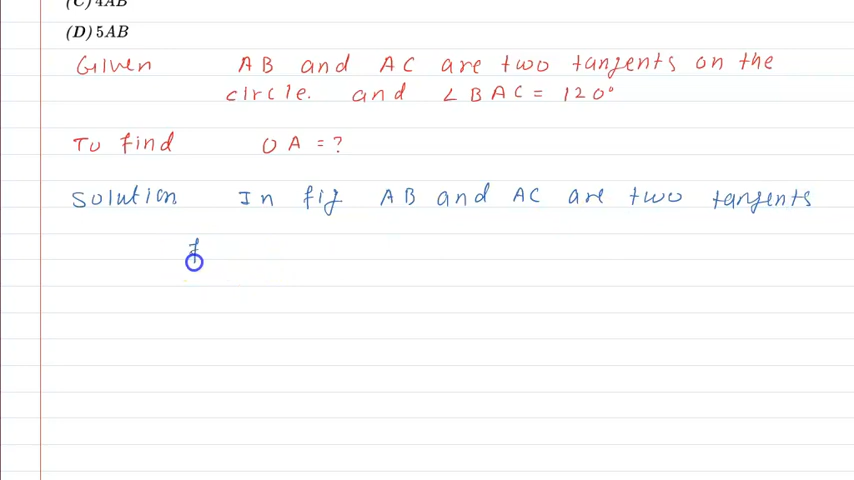 (C) 4AB
(D) 5AB
Given AB and AC are two tangents on the
circle. and ∠BAC = 120°
To find OA = ?
Solution In fig AB and AC are two tangents
f